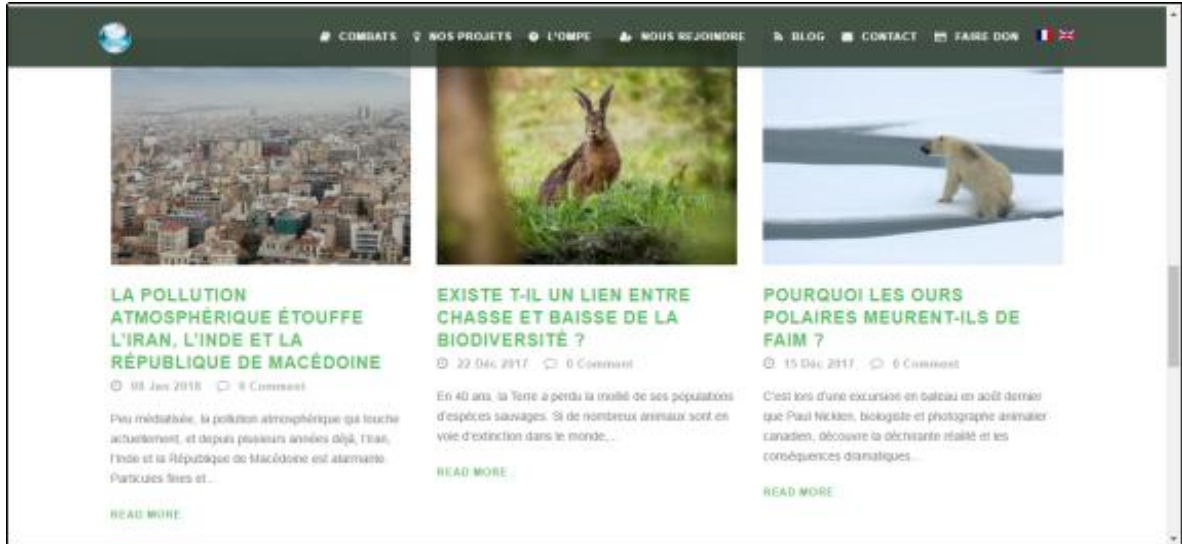 COMBATS NOS PROJETS L'OMPE NOUS REJOINDRE BLOG CONTACT FAIRE DON
LA POLLUTION
ATMOSPHÉRIQUE ÉTOUFFE
L'IRAN, L'INDE ET LA
RÉPUBLIQUE DE MACÉDOINE
08 Jan 2018 0 Comment
Peu médiatisée, la pollution atmosphérique qui touche
actuellement, et depuis plusieurs années déjà, l'Iran,
l'Inde et la République de Macédoine est alarmante.
Particules fines et...
READ MORE
EXISTE T-IL UN LIEN ENTRE
CHASSE ET BAISSE DE LA
BIODIVERSITÉ ?
22 Déc 2017 0 Comment
En 40 ans, la Terre a perdu la moitié de ses populations
d'espèces sauvages. Si de nombreux animaux sont en
voie d'extinction dans le monde,...
READ MORE
POURQUOI LES OURS
POLAIRES MEURENT-ILS DE
FAIM ?
15 Déc 2017 0 Comment
C'est lors d'une excursion en bateau en août dernier
que Paul Nicklen, biologiste et photographe animalier
canadien, découvre la déchirante réalité et les
conséquences dramatiques...
READ MORE